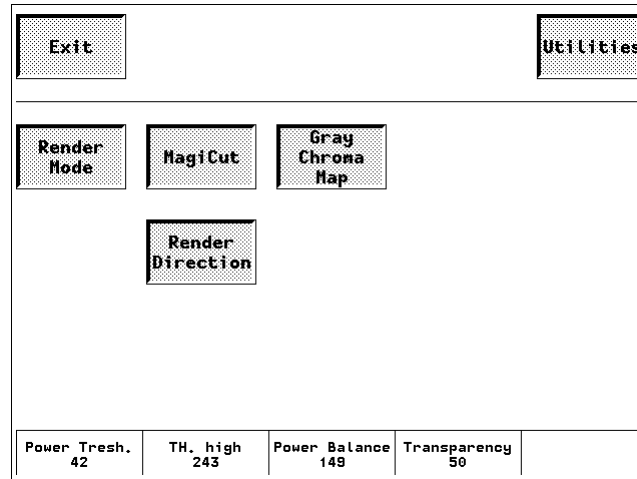 Exit
Utilities
Render
Mode
MagiCut
Gray
Chroma
Map
Render
Direction
Power Tresh.
42
TH. high
243
Power Balance
149
Transparency
50